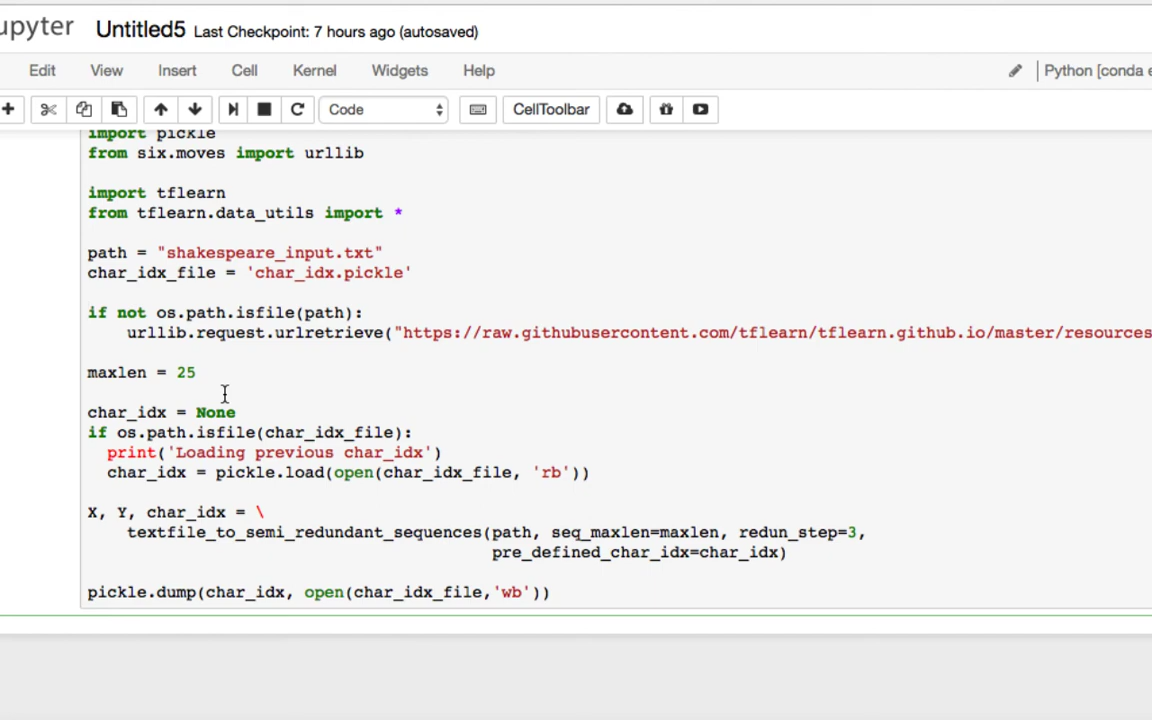 upyter Untitled5 Last Checkpoint: 7 hours ago (autosaved)
Edit View Insert Cell Kernel Widgets Help Python [conda e
Code CellToolbar
import pickle
from six.moves import urllib
import tflearn
from tflearn.data_utils import *
path = "shakespeare_input.txt"
char_idx_file = 'char_idx.pickle'
if not os.path.isfile(path):
    urllib.request.urlretrieve("https://raw.githubusercontent.com/tflearn/tflearn.github.io/master/resources
maxlen = 25
char_idx = None
if os.path.isfile(char_idx_file):
  print('Loading previous char_idx')
  char_idx = pickle.load(open(char_idx_file, 'rb'))
X, Y, char_idx = \
    textfile_to_semi_redundant_sequences(path, seq_maxlen=maxlen, redun_step=3,
                                         pre_defined_char_idx=char_idx)
pickle.dump(char_idx, open(char_idx_file,'wb'))